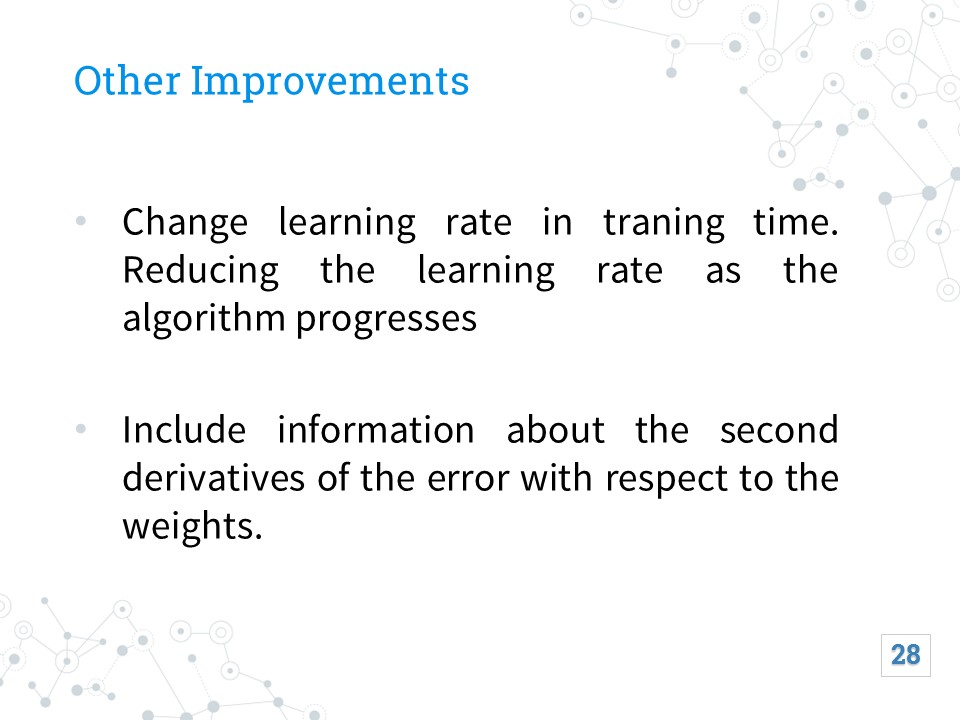 Other Improvements
• Change learning rate in traning time.
Reducing the learning rate as the
algorithm progresses
• Include information about the second
derivatives of the error with respect to the
weights.
28